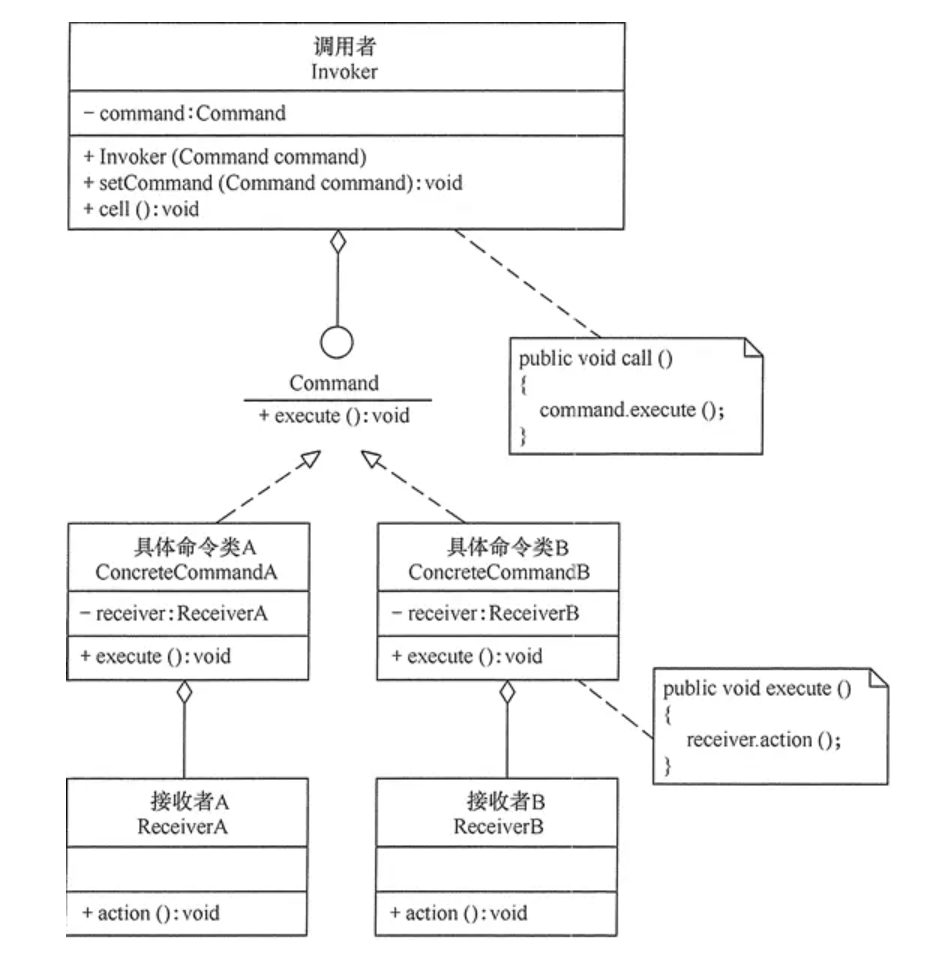 调用者
Invoker
- command:Command
+ Invoker (Command command)
+ setCommand (Command command):void
+ cell ():void
Command
+ execute ():void
public void call ()
{
command.execute ();
}
具体命令类A
ConcreteCommandA
- receiver:ReceiverA
+ execute ():void
具体命令类B
ConcreteCommandB
- receiver:ReceiverB
+ execute ():void
public void execute ()
{
receiver.action ();
}
接收者A
ReceiverA
+ action ():void
接收者B
ReceiverB
+ action ():void